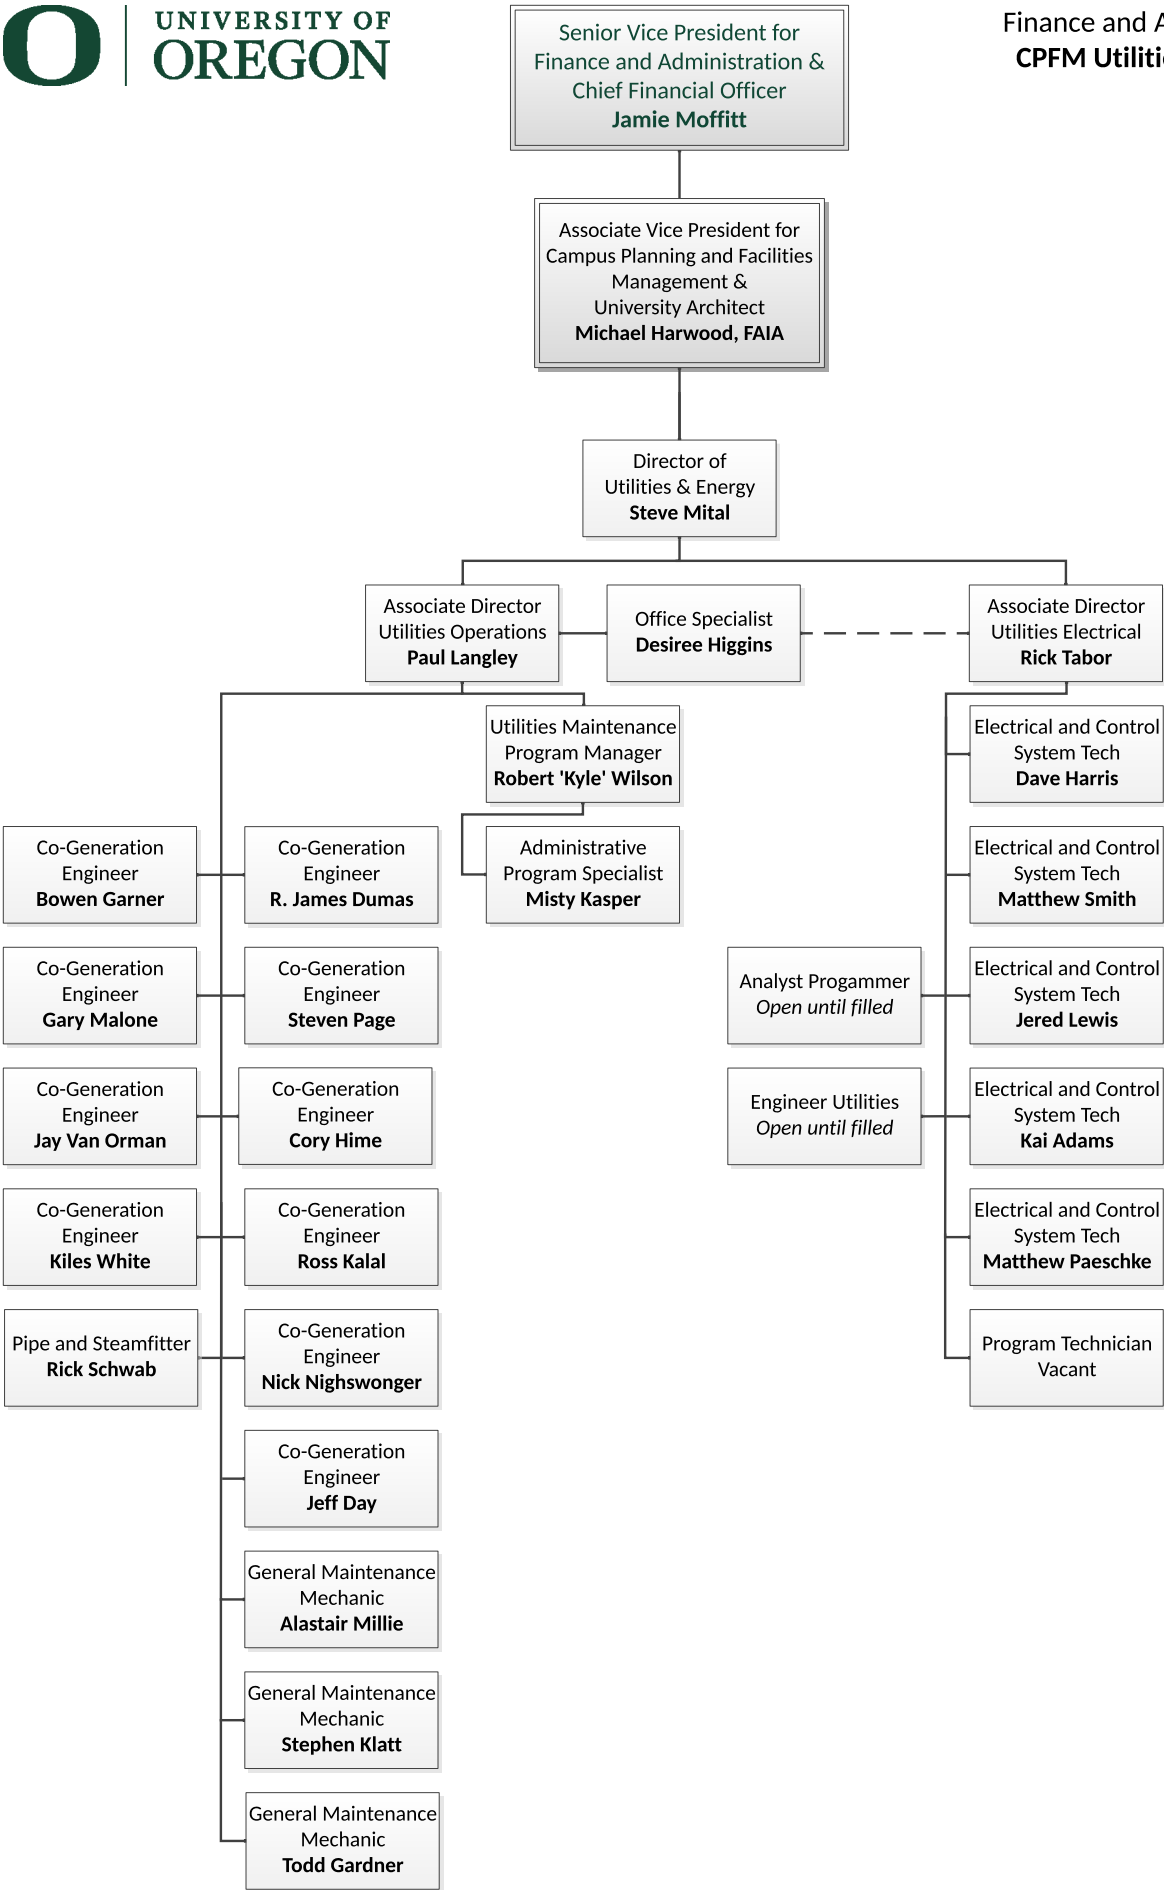 UNIVERSITY OF
OREGON
Senior Vice President for
Finance and Administration &
Chief Financial Officer
Jamie Moffitt
Finance and A
CPFM Utiliti
Associate Vice President for
Campus Planning and Facilities
Management &
University Architect
Michael Harwood, FAIA
Director of
Utilities & Energy
Steve Mital
Associate Director
Utilities Operations
Paul Langley
Office Specialist
Desiree Higgins
Associate Director
Utilities Electrical
Rick Tabor
Utilities Maintenance
Program Manager
Robert 'Kyle' Wilson
Electrical and Control
System Tech
Dave Harris
Co-Generation
Engineer
Bowen Garner
Co-Generation
Engineer
R. James Dumas
Administrative
Program Specialist
Misty Kasper
Electrical and Control
System Tech
Matthew Smith
Co-Generation
Engineer
Gary Malone
Co-Generation
Engineer
Steven Page
Analyst Progammer
Open until filled
Electrical and Control
System Tech
Jered Lewis
Co-Generation
Engineer
Jay Van Orman
Co-Generation
Engineer
Cory Hime
Engineer Utilities
Open until filled
Electrical and Control
System Tech
Kai Adams
Co-Generation
Engineer
Kiles White
Co-Generation
Engineer
Ross Kalal
Electrical and Control
System Tech
Matthew Paeschke
Pipe and Steamfitter
Rick Schwab
Co-Generation
Engineer
Nick Nighswonger
Program Technician
Vacant
Co-Generation
Engineer
Jeff Day
General Maintenance
Mechanic
Alastair Millie
General Maintenance
Mechanic
Stephen Klatt
General Maintenance
Mechanic
Todd Gardner